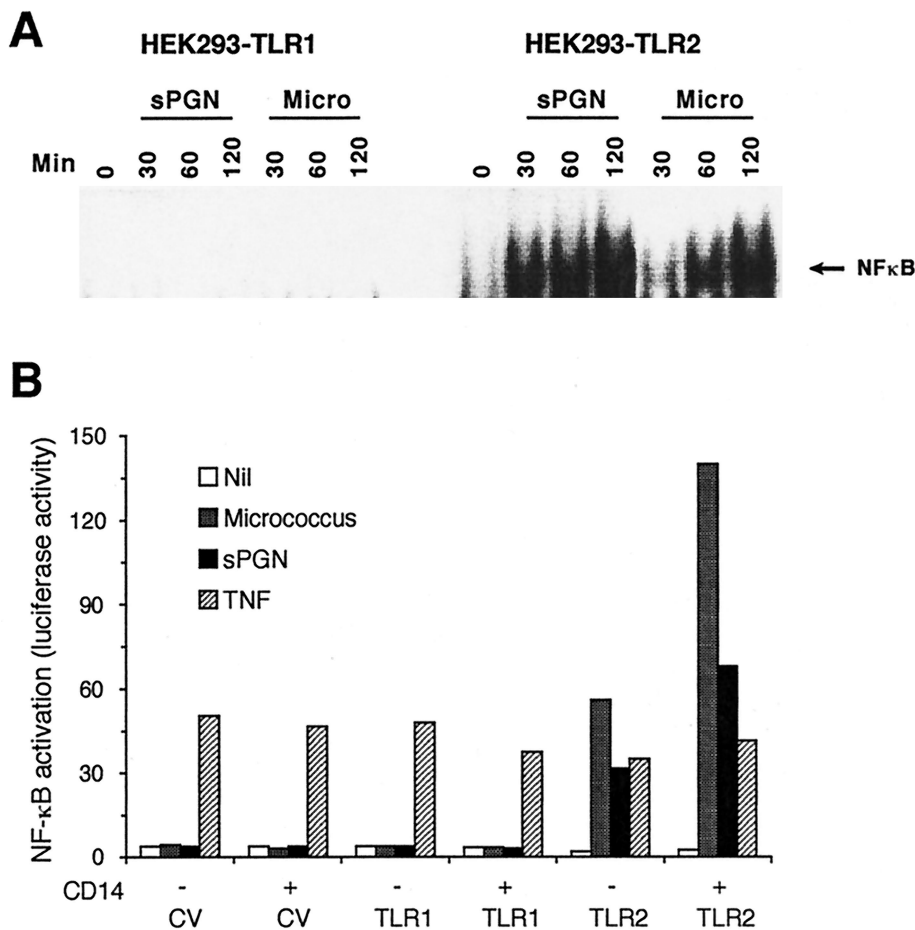 A
HEK293-TLR1 HEK293-TLR2
sPGN Micro sPGN Micro
Min 0 30 60 120 30 60 120 0 30 60 120 30 60 120
NFκB
B
NF-κB activation (luciferase activity)
150
120
90
60
30
0
Nil
Micrococcus
sPGN
TNF
CD14 - + - + - +
CV CV TLR1 TLR1 TLR2 TLR2